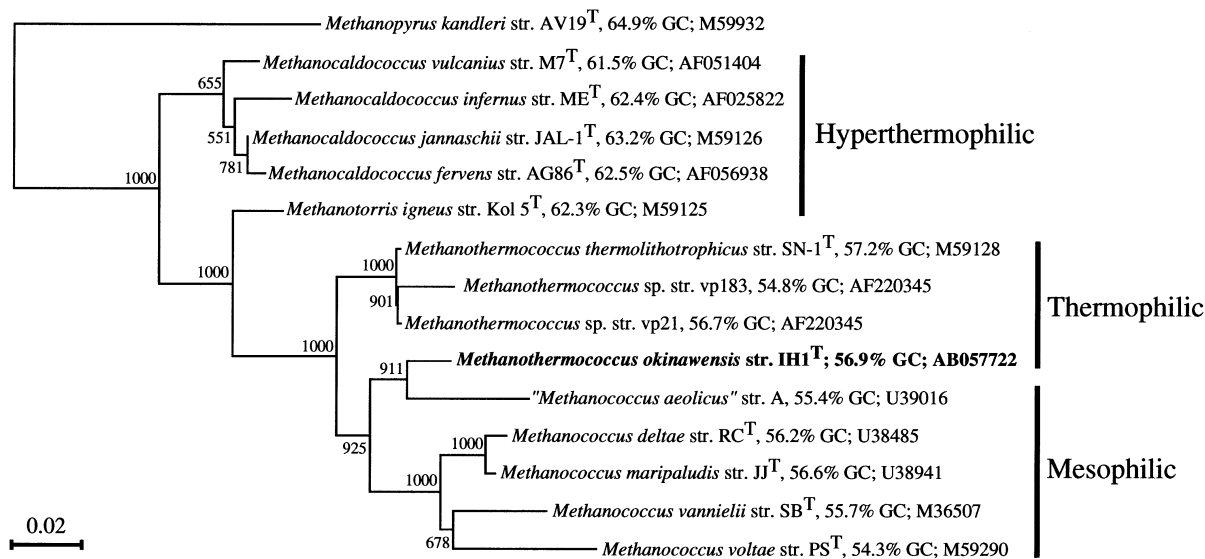 Methanopyrus kandleri str. AV19T, 64.9% GC; M59932
Methanocaldococcus vulcanius str. M7T, 61.5% GC; AF051404
655
Methanocaldococcus infernus str. MET, 62.4% GC; AF025822
Hyperthermophilic
551
Methanocaldococcus jannaschii str. JAL-1T, 63.2% GC; M59126
781
Methanocaldococcus fervens str. AG86T, 62.5% GC; AF056938
1000
Methanotorris igneus str. Kol 5T, 62.3% GC; M59125
1000
Methanothermococcus thermolithotrophicus str. SN-1T, 57.2% GC; M59128
1000
Methanothermococcus sp. str. vp183, 54.8% GC; AF220345
901
Thermophilic
Methanothermococcus sp. str. vp21, 56.7% GC; AF220345
1000
Methanothermococcus okinawensis str. IH1T; 56.9% GC; AB057722
911
"Methanococcus aeolicus" str. A, 55.4% GC; U39016
Methanococcus deltae str. RCT, 56.2% GC; U38485
1000
925
Mesophilic
Methanococcus maripaludis str. JJT, 56.6% GC; U38941
1000
Methanococcus vannielii str. SBT, 55.7% GC; M36507
0.02
678
Methanococcus voltae str. PST, 54.3% GC; M59290